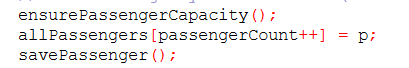 ensurePassengerCapacity();
allPassengers[passengerCount++] = p;
savePassenger();